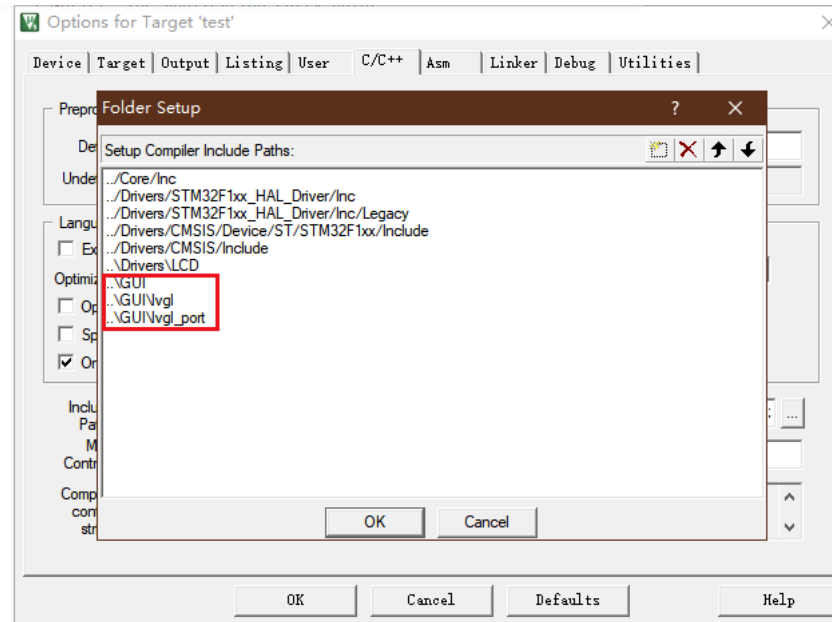 Options for Target 'test'
Device Target Output Listing User C/C++ Asm Linker Debug Utilities
Folder Setup ?
Setup Compiler Include Paths:
../Core/Inc
../Drivers/STM32F1xx_HAL_Driver/Inc
../Drivers/STM32F1xx_HAL_Driver/Inc/Legacy
../Drivers/CMSIS/Device/ST/STM32F1xx/Include
../Drivers/CMSIS/Include
..\Drivers\LCD
..\GUI
..\GUI\lvgl
..\GUI\lvgl_port
OK Cancel
OK Cancel Defaults Help